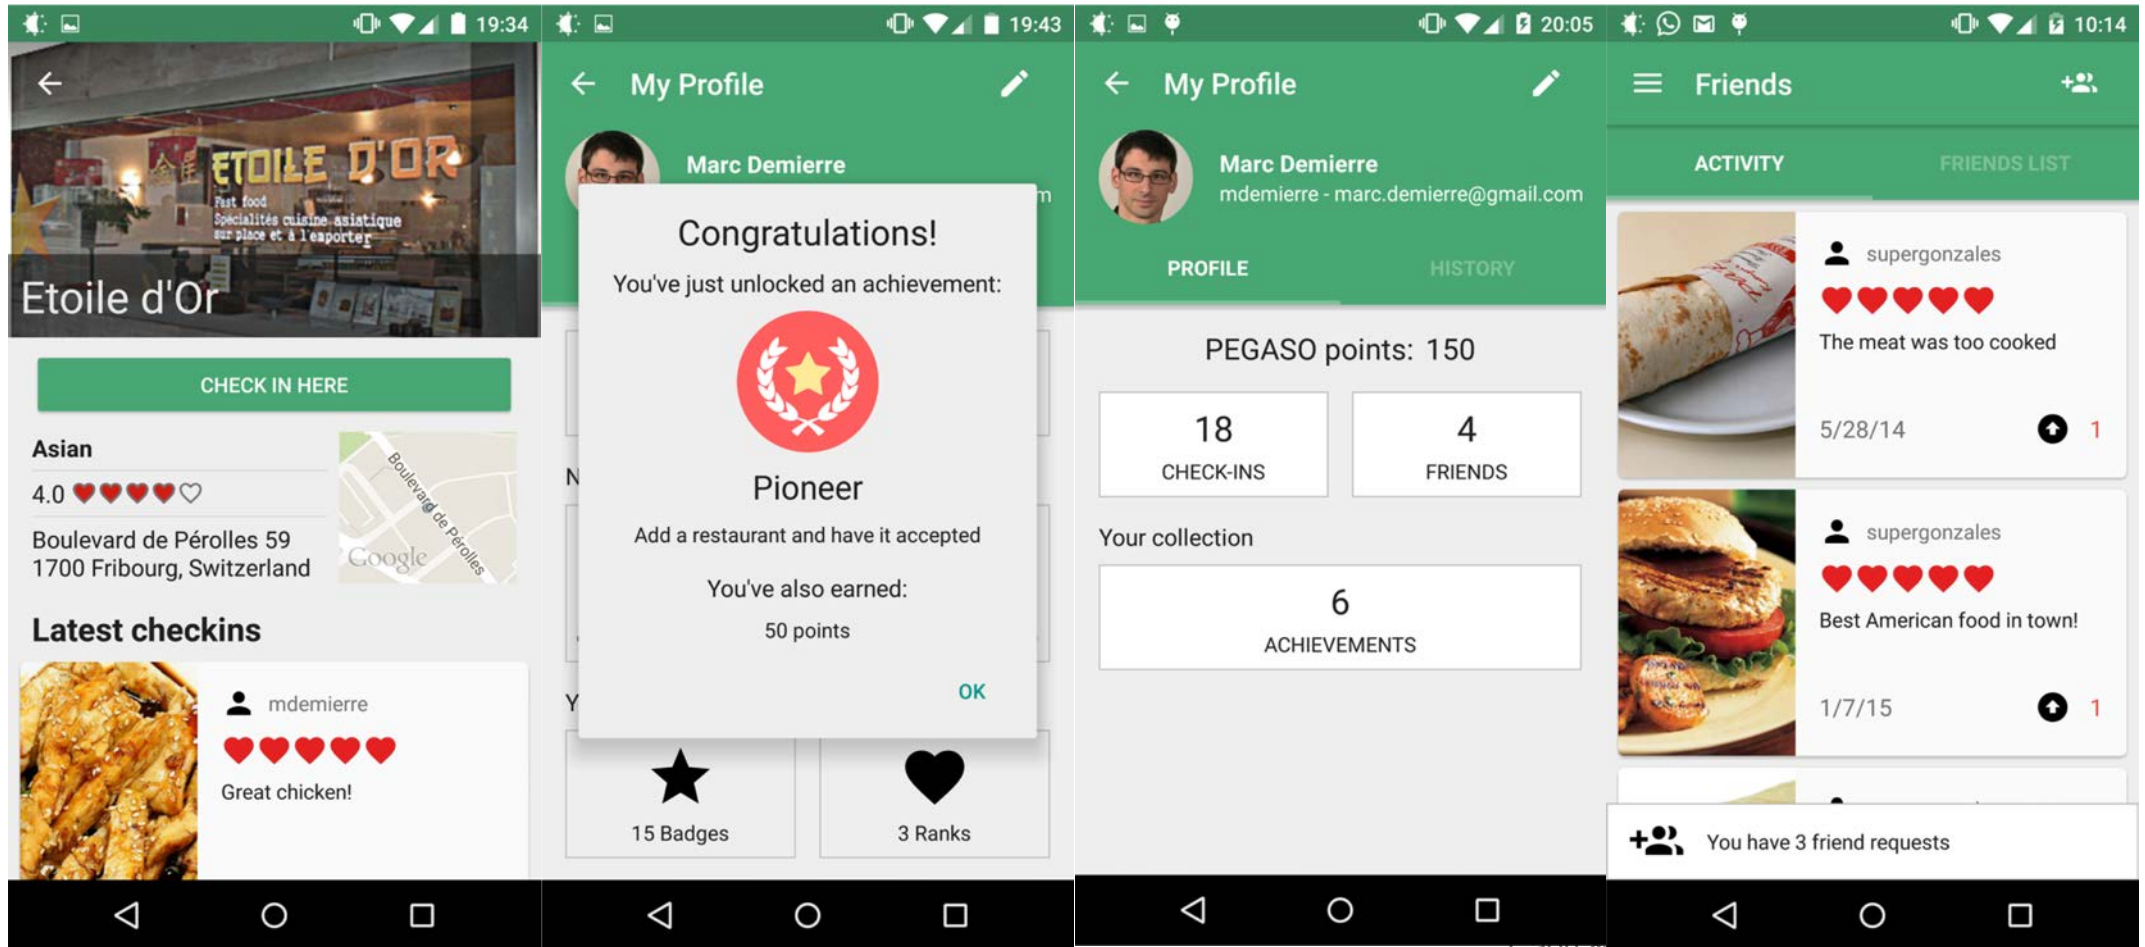 19:34
ETOILE D'OR
Fast food
Spécialités cuisine asiatique
sur place et à l'emporter
Etoile d'Or
CHECK IN HERE
Asian
4.0
Boulevard de Pérolles 59
1700 Fribourg, Switzerland
Boulevard de Pérolles
Google
Latest checkins
mdemierre
Great chicken!
19:43
My Profile
Marc Demierre
m
Congratulations!
You've just unlocked an achievement:
Pioneer
Add a restaurant and have it accepted
You've also earned:
50 points
OK
N
Y
15 Badges
3 Ranks
20:05
My Profile
Marc Demierre
mdemierre - marc.demierre@gmail.com
PROFILE
HISTORY
PEGASO points: 150
18
CHECK-INS
4
FRIENDS
Your collection
6
ACHIEVEMENTS
10:14
Friends
ACTIVITY
FRIENDS LIST
supergonzales
The meat was too cooked
5/28/14
1
supergonzales
Best American food in town!
1/7/15
1
You have 3 friend requests